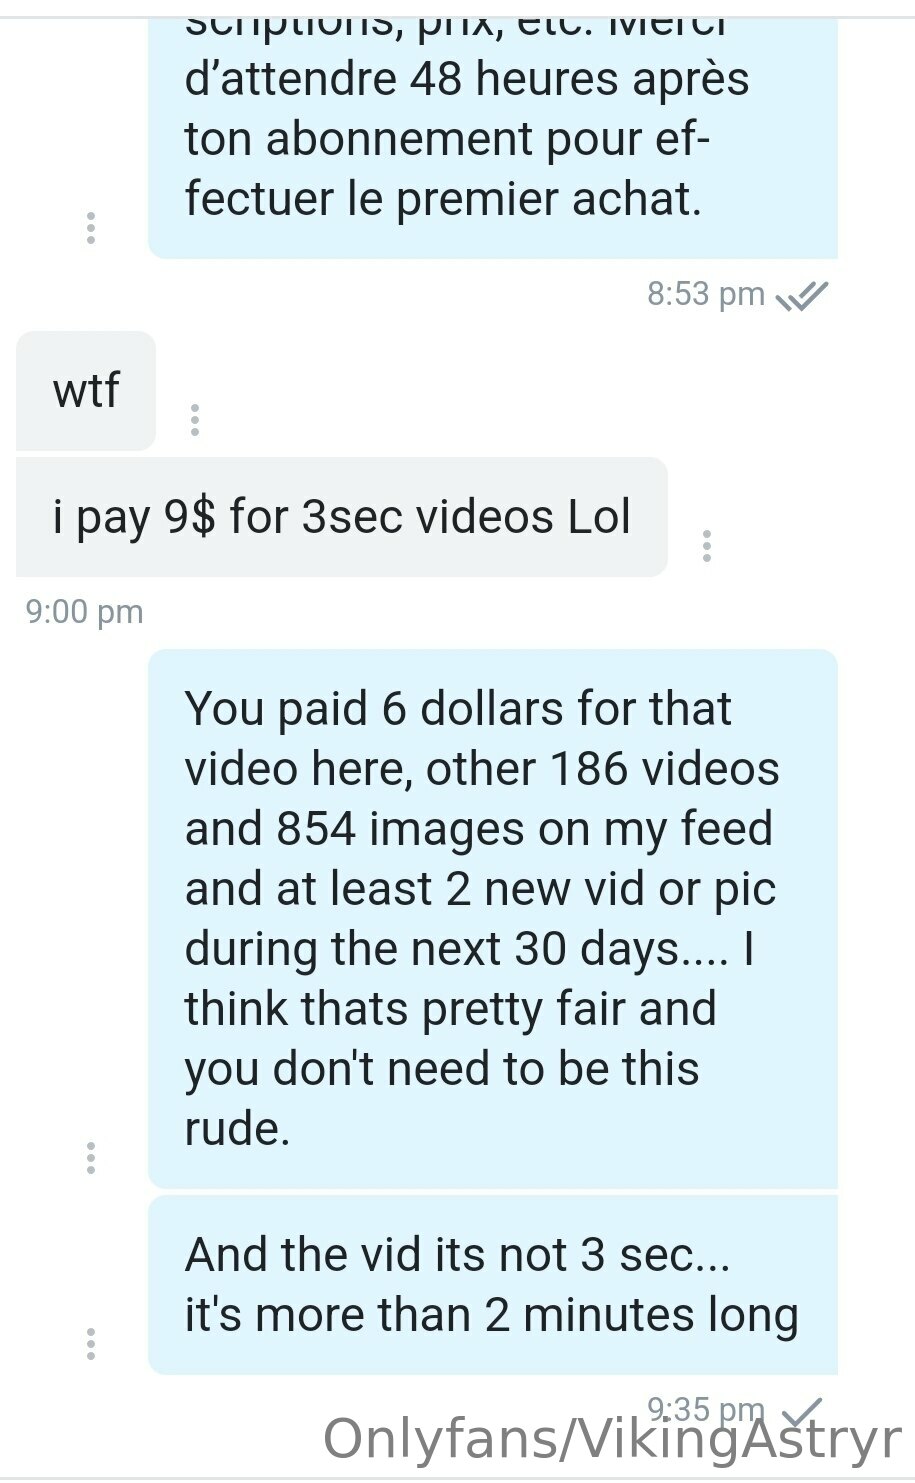 scriptions, prix, etc. Merci
d’attendre 48 heures après
ton abonnement pour ef-
fectuer le premier achat.
8:53 pm
wtf
i pay 9$ for 3sec videos Lol
9:00 pm
You paid 6 dollars for that
video here, other 186 videos
and 854 images on my feed
and at least 2 new vid or pic
during the next 30 days.... I
think thats pretty fair and
you don't need to be this
rude.
And the vid its not 3 sec...
it's more than 2 minutes long
9:35 pm
Onlyfans/VikingAstryr